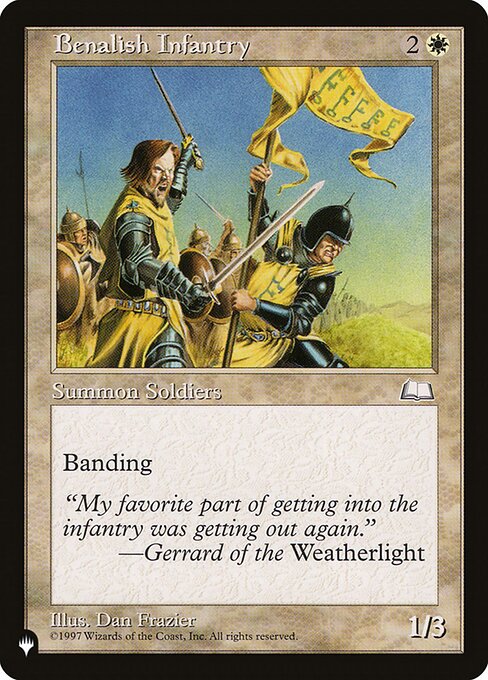 Benalish Infantry 2
Summon Soldiers
Banding
“My favorite part of getting into the
infantry was getting out again.”
—Gerrard of the Weatherlight
Illus. Dan Frazier
1/3
©1997 Wizards of the Coast, Inc. All rights reserved.